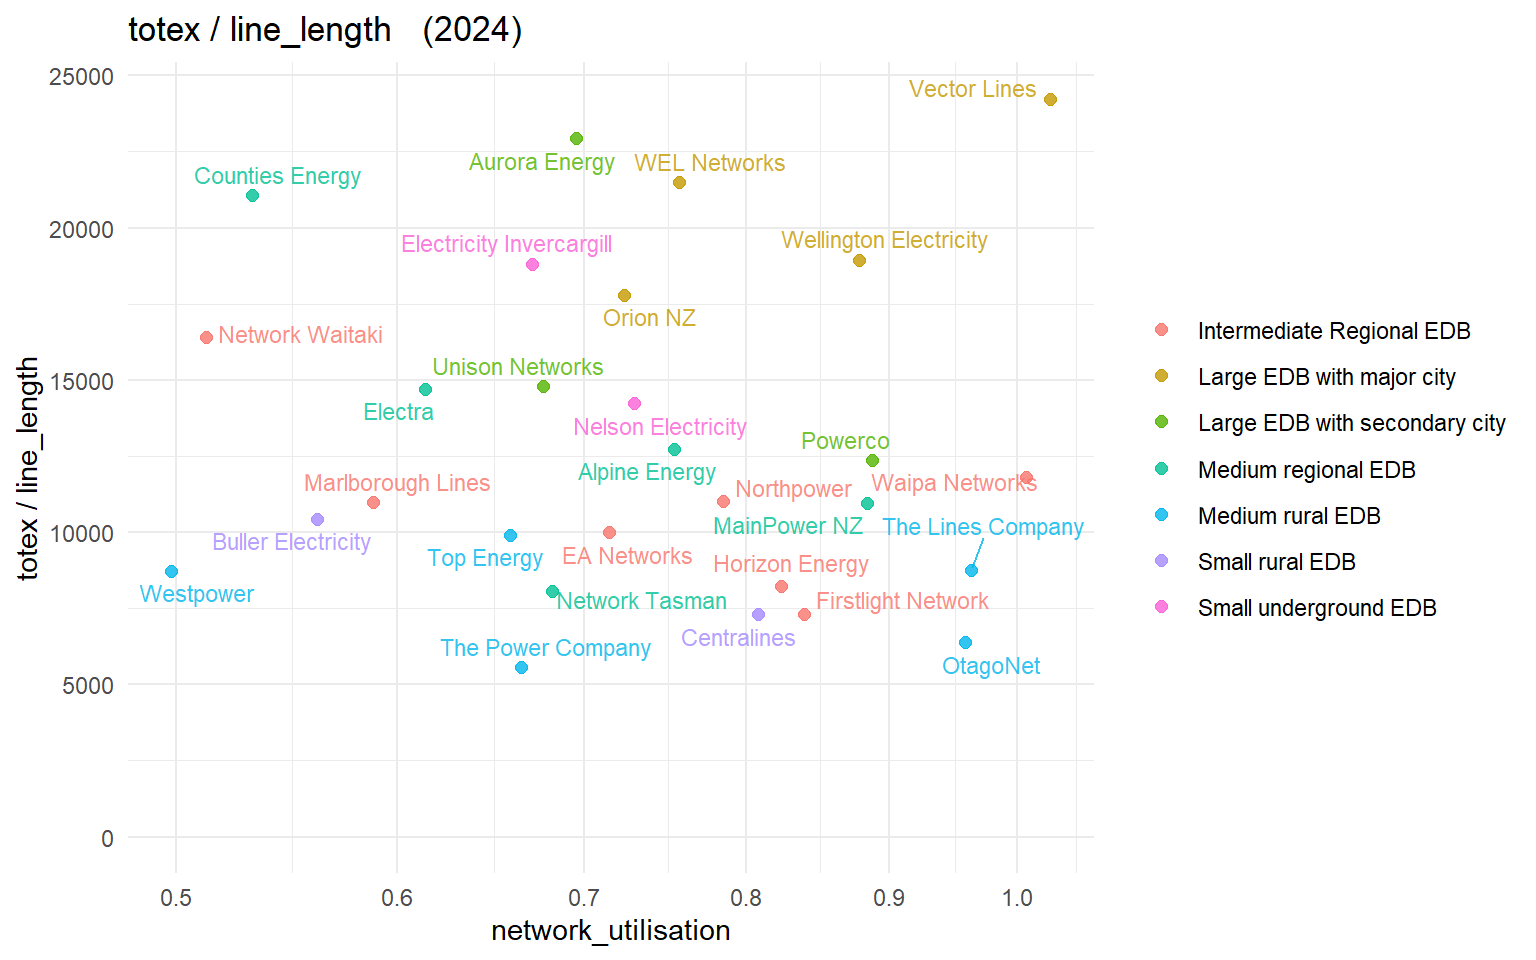 totex / line_length   (2024)
totex / line_length
25000
20000
15000
10000
5000
0
Vector Lines
Aurora Energy
WEL Networks
Counties Energy
Electricity Invercargill
Wellington Electricity
Orion NZ
Network Waitaki
Unison Networks
Electra
Nelson Electricity
Powerco
Alpine Energy
Marlborough Lines
Northpower
Waipa Networks
MainPower NZ
The Lines Company
Buller Electricity
Top Energy
EA Networks
Horizon Energy
Westpower
Network Tasman
Firstlight Network
Centralines
The Power Company
OtagoNet
0.5
0.6
0.7
0.8
0.9
1.0
network_utilisation
Intermediate Regional EDB
Large EDB with major city
Large EDB with secondary city
Medium regional EDB
Medium rural EDB
Small rural EDB
Small underground EDB